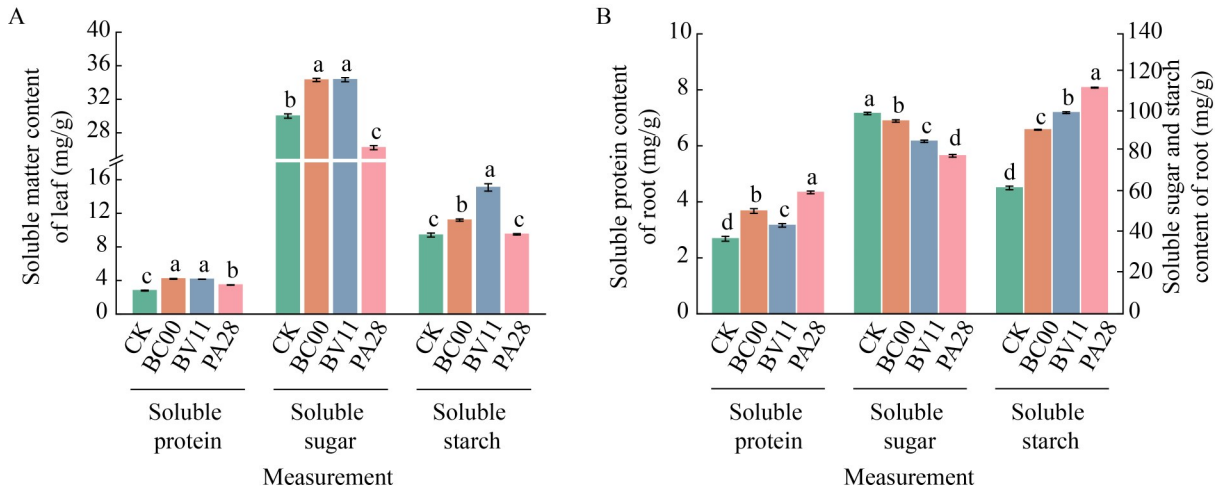 A
Soluble matter content
of leaf (mg/g)
40
36
32
28
16
12
8
4
0
c
a
a
b
b
a
a
c
c
b
a
c
CK
BC00
BV11
PA28
CK
BC00
BV11
PA28
CK
BC00
BV11
PA28
Soluble
protein
Soluble
sugar
Soluble
starch
Measurement
B
Soluble protein content
of root (mg/g)
10
8
6
4
2
0
d
b
c
a
a
b
c
d
d
c
b
a
140
120
100
80
60
40
20
0
Soluble sugar and starch
content of root (mg/g)
CK
BC00
BV11
PA28
CK
BC00
BV11
PA28
CK
BC00
BV11
PA28
Soluble
protein
Soluble
sugar
Soluble
starch
Measurement